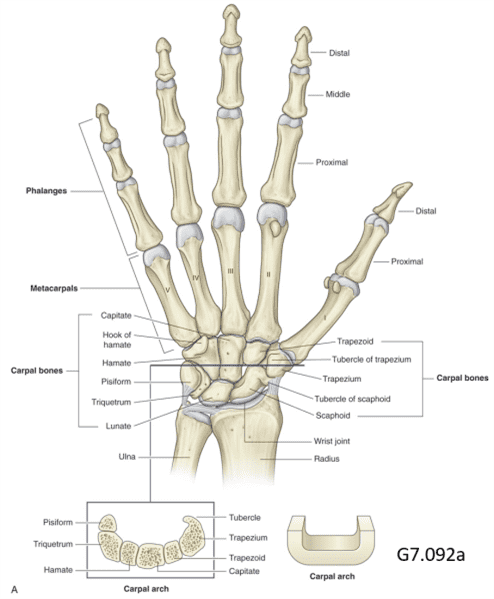 Distal
Middle
Proximal
Phalanges
Distal
Proximal
Metacarpals
I
II
III
IV
V
Capitate
Hook of
hamate
Hamate
Carpal bones
Pisiform
Triquetrum
Lunate
Ulna
Trapezoid
Tubercle of trapezium
Trapezium
Carpal bones
Tubercle of scaphoid
Scaphoid
Wrist joint
Radius
Pisiform
Triquetrum
Hamate
Tubercle
Trapezium
Trapezoid
Capitate
Carpal arch
Carpal arch
G7.092a
A